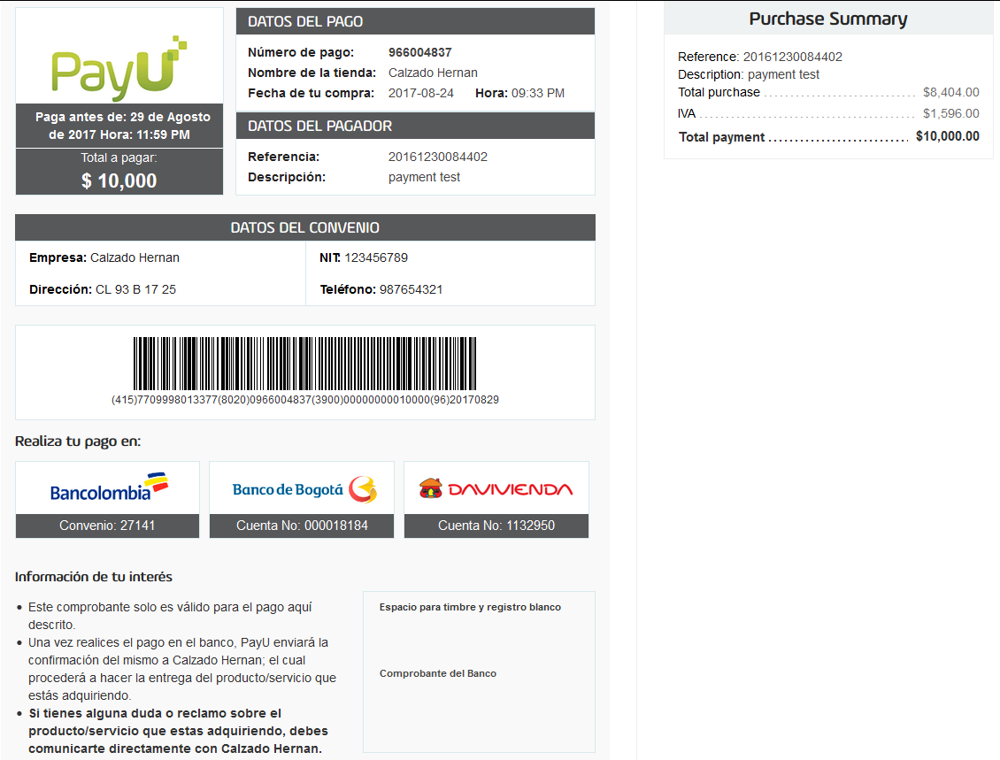 PayU
Paga antes de: 29 de Agosto
de 2017 Hora: 11:59 PM
Total a pagar:
$ 10,000
DATOS DEL PAGO
Número de pago: 966004837
Nombre de la tienda: Calzado Hernan
Fecha de tu compra: 2017-08-24 Hora: 09:33 PM
DATOS DEL PAGADOR
Referencia: 20161230084402
Descripción: payment test
Purchase Summary
Reference: 20161230084402
Description: payment test
Total purchase $8,404.00
IVA $1,596.00
Total payment $10,000.00
DATOS DEL CONVENIO
Empresa: Calzado Hernan
NIT: 123456789
Dirección: CL 93 B 17 25
Teléfono: 987654321
(415)7709998013377(8020)0966004837(3900)00000000010000(96)20170829
Realiza tu pago en:
Bancolombia
Convenio: 27141
Banco de Bogotá
Cuenta No: 000018184
DAVIVIENDA
Cuenta No: 1132950
Información de tu interés
• Este comprobante solo es válido para el pago aquí
descrito.
• Una vez realices el pago en el banco, PayU enviará la
confirmación del mismo a Calzado Hernan; el cual
procederá a hacer la entrega del producto/servicio que
estás adquiriendo.
• Si tienes alguna duda o reclamo sobre el
producto/servicio que estas adquiriendo, debes
comunicarte directamente con Calzado Hernan.
Espacio para timbre y registro blanco
Comprobante del Banco